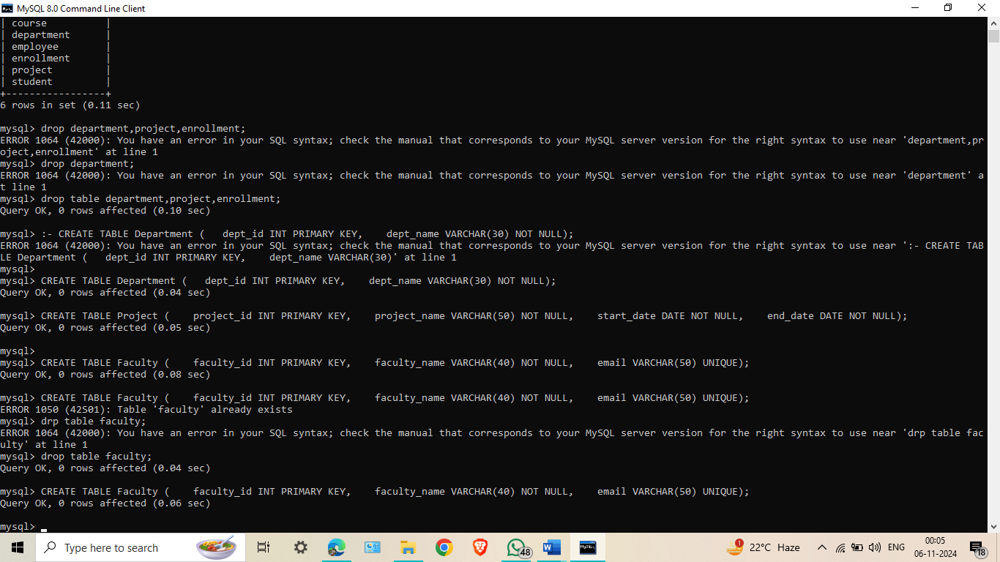 MySQL 8.0 Command Line Client
| course          |
| department      |
| employee        |
| enrollment      |
| project         |
| student         |
+-----------------+
6 rows in set (0.11 sec)
mysql> drop department,project,enrollment;
ERROR 1064 (42000): You have an error in your SQL syntax; check the manual that corresponds to your MySQL server version for the right syntax to use near 'department,pr
oject,enrollment' at line 1
mysql> drop department;
ERROR 1064 (42000): You have an error in your SQL syntax; check the manual that corresponds to your MySQL server version for the right syntax to use near 'department' a
t line 1
mysql> drop table department,project,enrollment;
Query OK, 0 rows affected (0.10 sec)
mysql> :- CREATE TABLE Department (   dept_id INT PRIMARY KEY,    dept_name VARCHAR(30) NOT NULL);
ERROR 1064 (42000): You have an error in your SQL syntax; check the manual that corresponds to your MySQL server version for the right syntax to use near ':- CREATE TAB
LE Department (   dept_id INT PRIMARY KEY,    dept_name VARCHAR(30)' at line 1
mysql>
mysql> CREATE TABLE Department (   dept_id INT PRIMARY KEY,    dept_name VARCHAR(30) NOT NULL);
Query OK, 0 rows affected (0.04 sec)
mysql> CREATE TABLE Project (    project_id INT PRIMARY KEY,    project_name VARCHAR(50) NOT NULL,    start_date DATE NOT NULL,    end_date DATE NOT NULL);
Query OK, 0 rows affected (0.05 sec)
mysql>
mysql> CREATE TABLE Faculty (    faculty_id INT PRIMARY KEY,    faculty_name VARCHAR(40) NOT NULL,    email VARCHAR(50) UNIQUE);
Query OK, 0 rows affected (0.08 sec)
mysql> CREATE TABLE Faculty (    faculty_id INT PRIMARY KEY,    faculty_name VARCHAR(40) NOT NULL,    email VARCHAR(50) UNIQUE);
ERROR 1050 (42S01): Table 'faculty' already exists
mysql> drp table faculty;
ERROR 1064 (42000): You have an error in your SQL syntax; check the manual that corresponds to your MySQL server version for the right syntax to use near 'drp table fac
ulty' at line 1
mysql> drop table faculty;
Query OK, 0 rows affected (0.04 sec)
mysql> CREATE TABLE Faculty (    faculty_id INT PRIMARY KEY,    faculty_name VARCHAR(40) NOT NULL,    email VARCHAR(50) UNIQUE);
Query OK, 0 rows affected (0.06 sec)
mysql> _
Type here to search
48
1
22°C Haze
ENG
00:05
06-11-2024
18